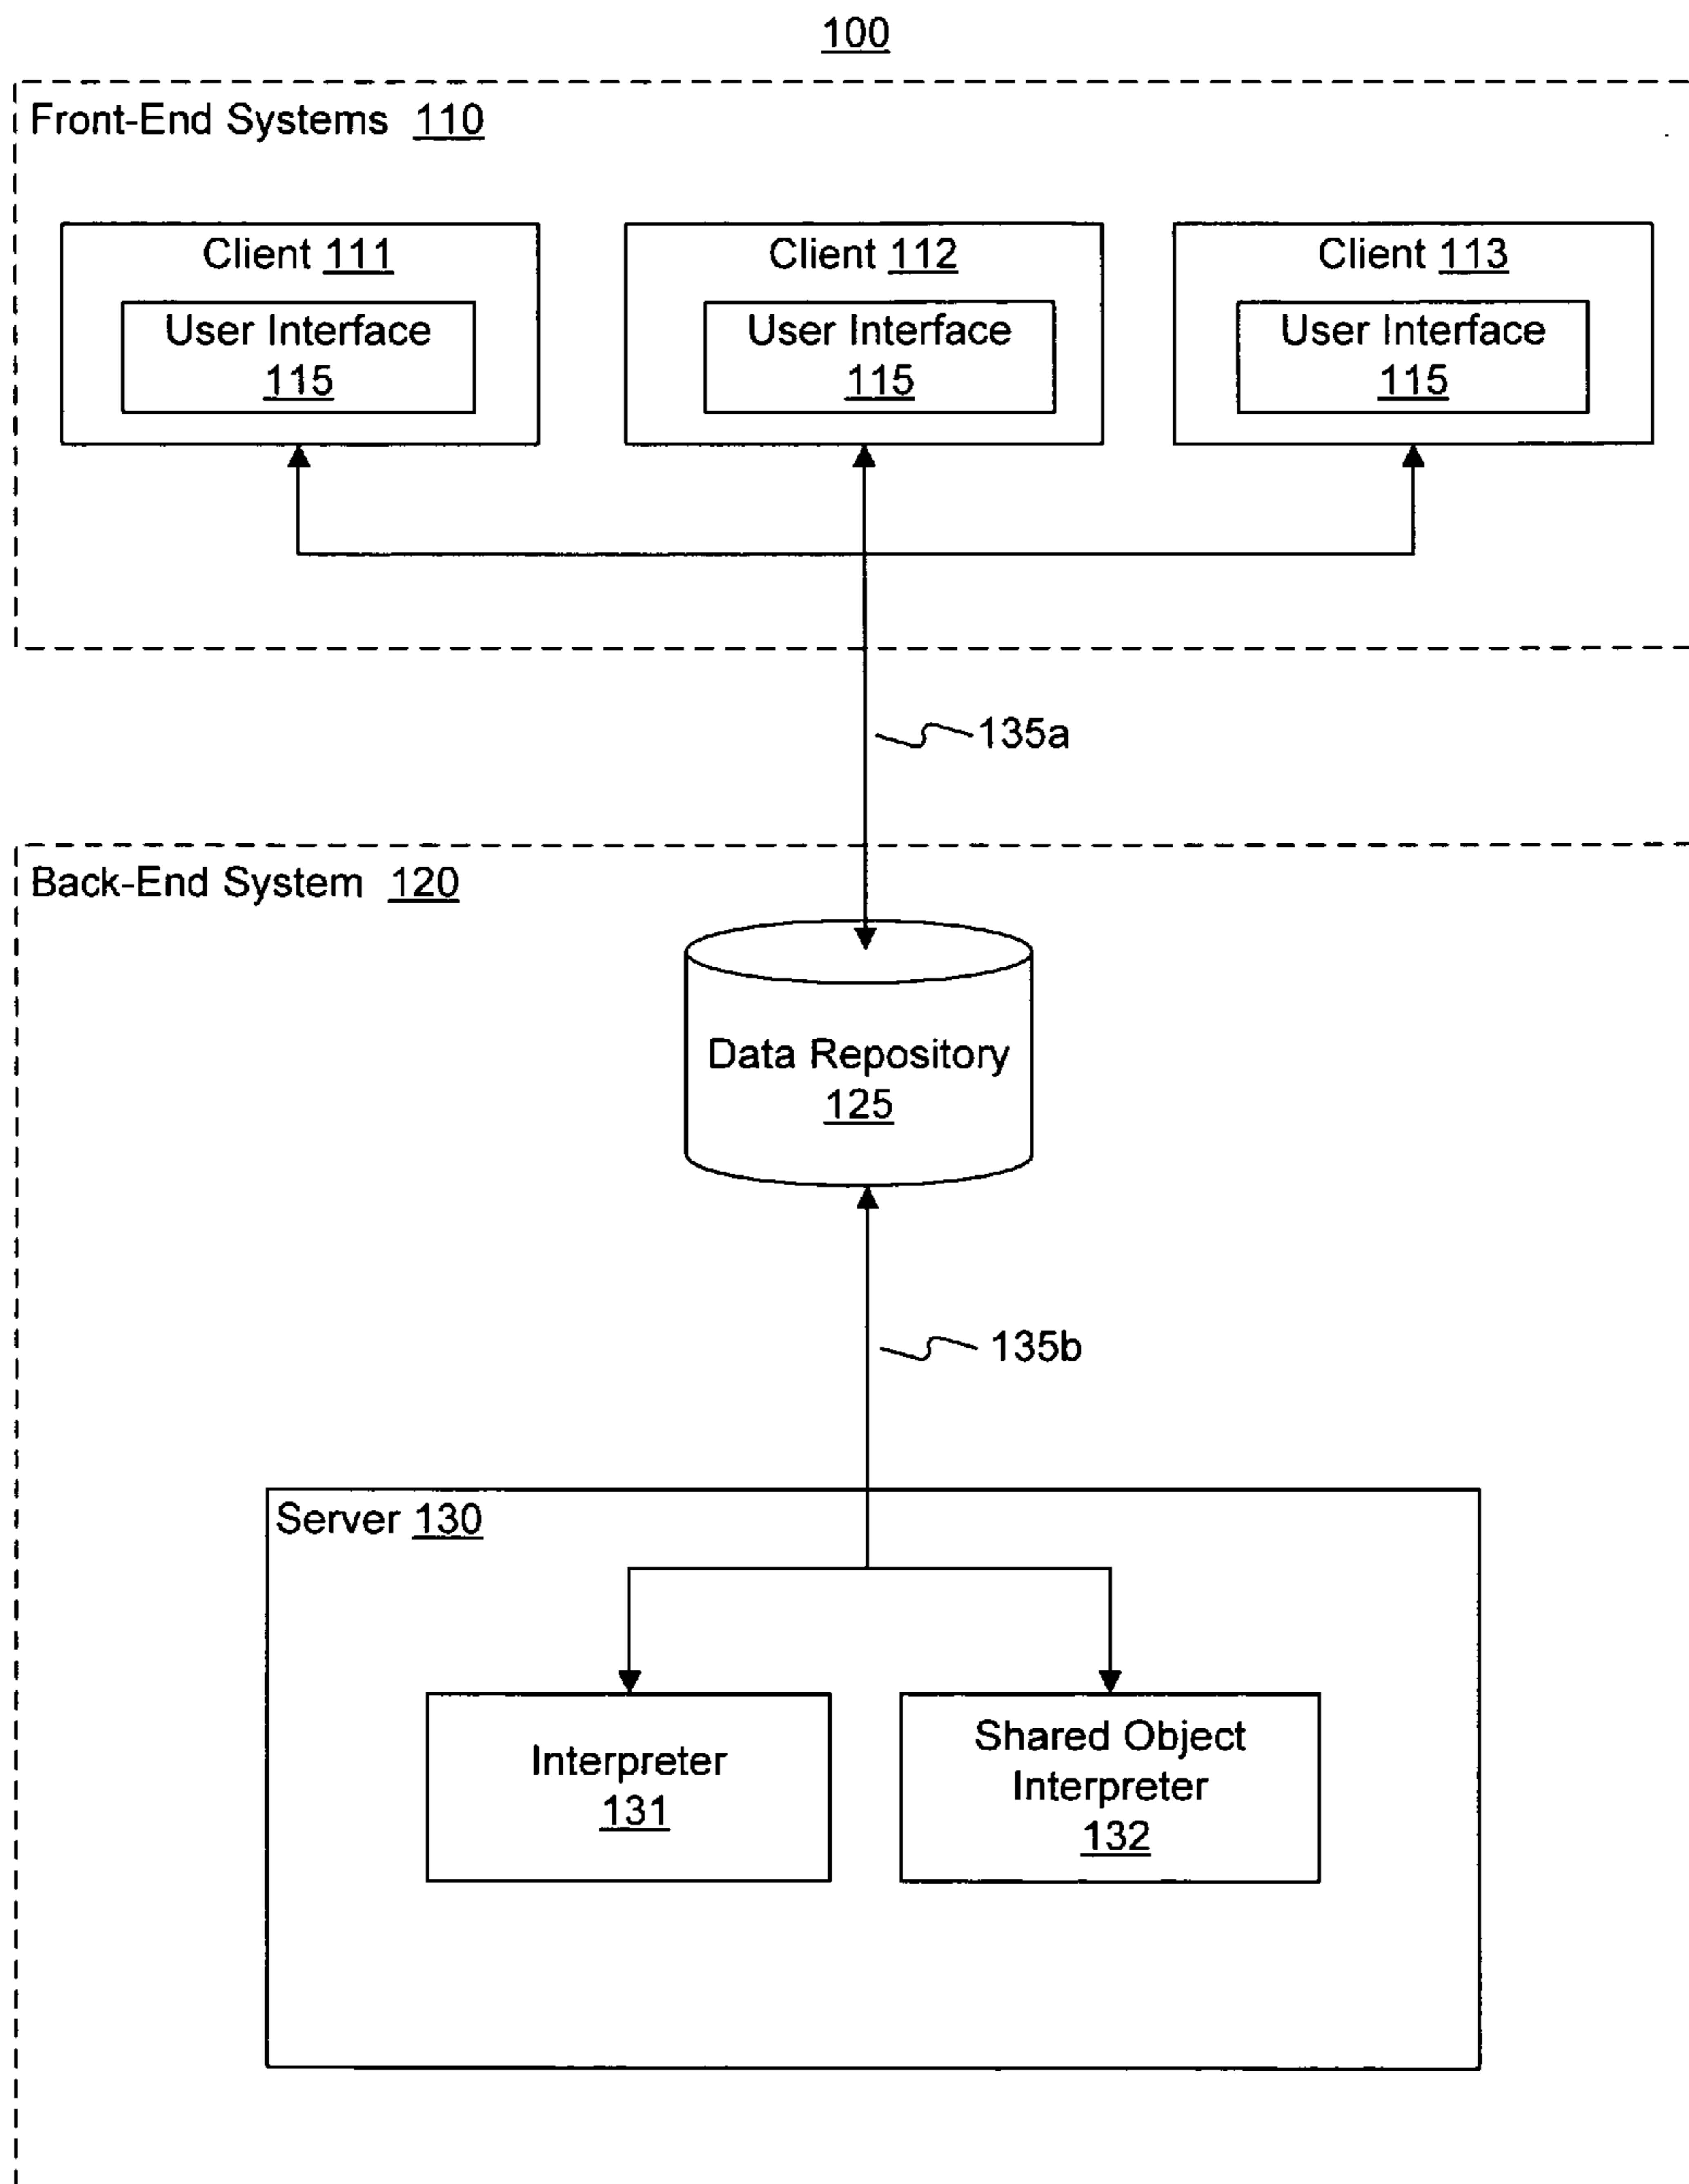 100
Front-End Systems 110
Client 111
User Interface
115
Client 112
User Interface
115
Client 113
User Interface
115
135a
Back-End System 120
Data Repository
125
135b
Server 130
Interpreter
131
Shared Object
Interpreter
132